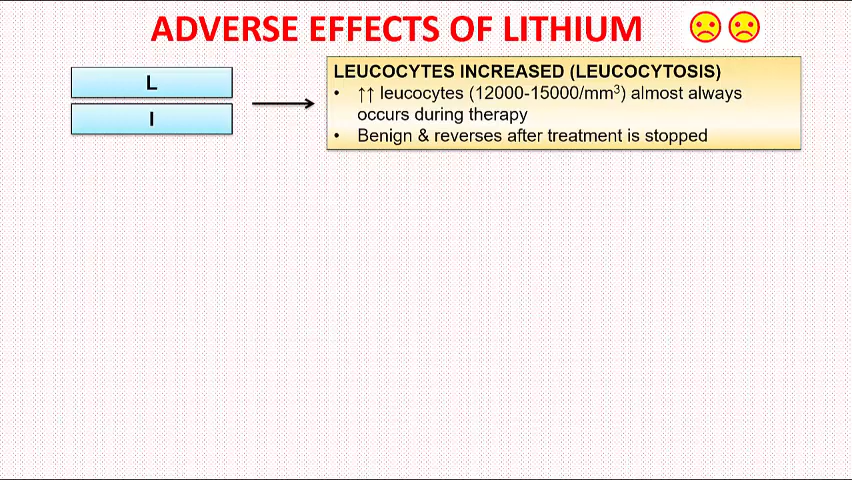 ADVERSE EFFECTS OF LITHIUM
L
I
LEUCOCYTES INCREASED (LEUCOCYTOSIS)
• ↑↑ leucocytes (12000-15000/mm³) almost always
occurs during therapy
• Benign & reverses after treatment is stopped